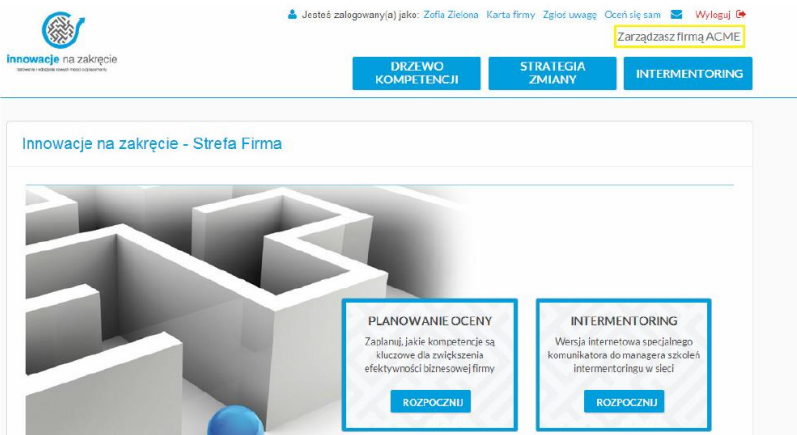 Jesteś zalogowany(a) jako: Zofia Zielona Karta firmy Zgłoś uwagę Oceń się sam Wyloguj
Zarządzasz firmą ACME
innowacje na zakręcie
DRZEWO
KOMPETENCJI
STRATEGIA
ZMIANY
INTERMENTORING
Innowacje na zakręcie - Strefa Firma
PLANOWANIE OCENY
Zaplanuj, jakie kompetencje są
kluczowe dla zwiększenia
efektywności biznesowej firmy
ROZPOCZNIJ
INTERMENTORING
Wersja internetowa specjalnego
komunikatora do managera szkoleń
intermentoringu w sieci
ROZPOCZNIJ